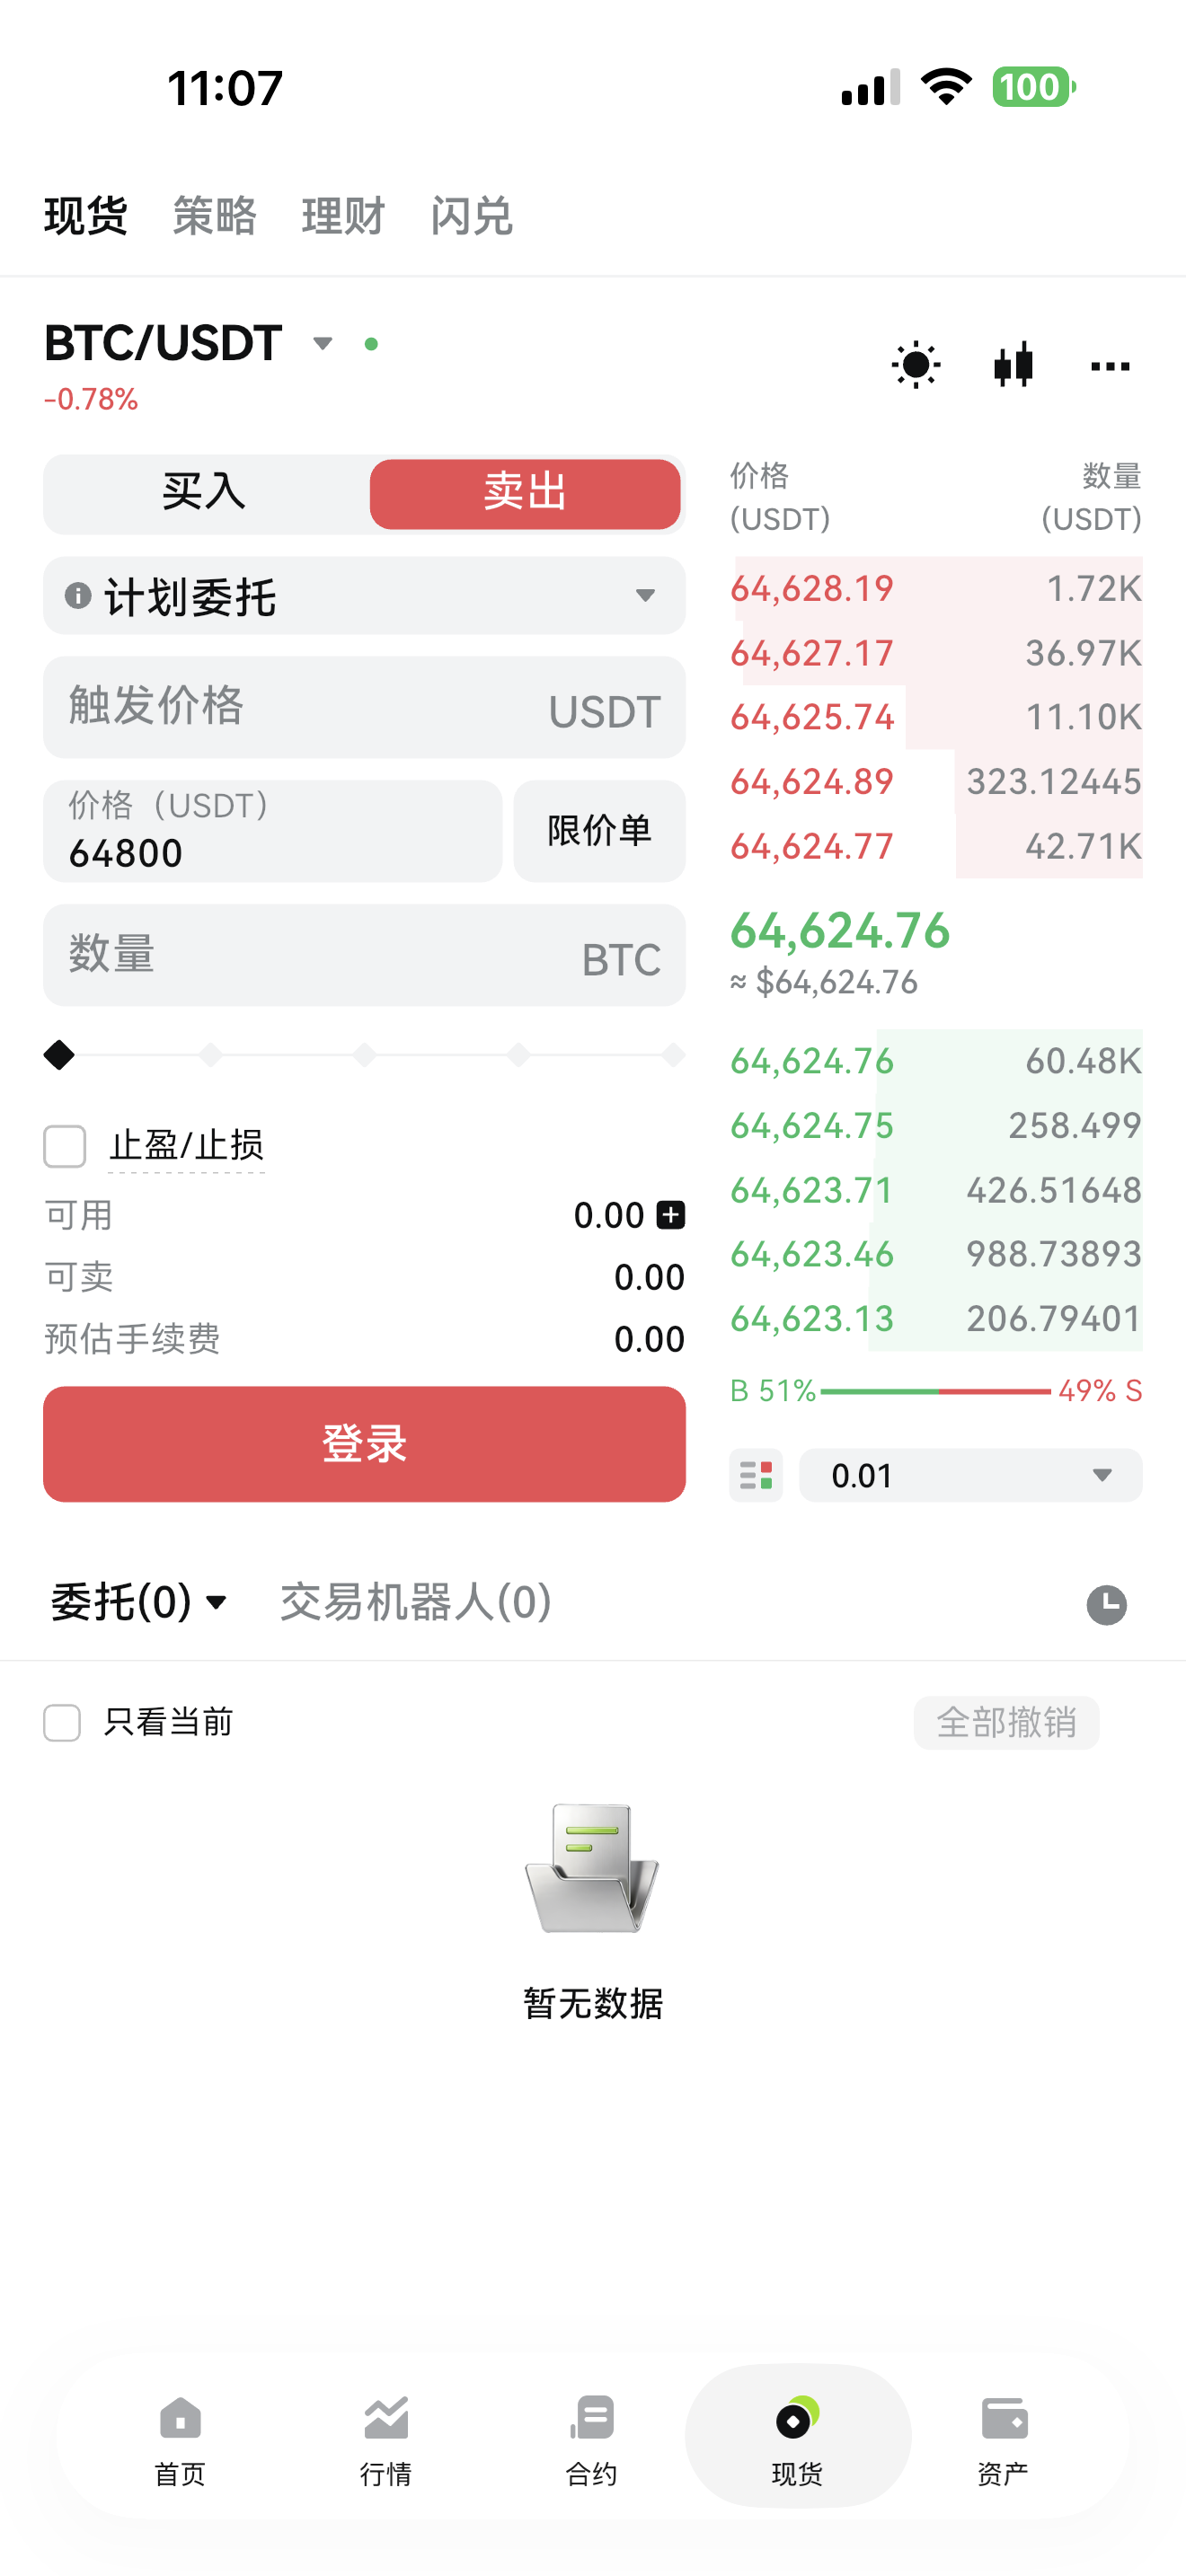 11:07
100
现货 策略 理财 闪兑
BTC/USDT
-0.78%
买入 卖出
计划委托
触发价格 USDT
价格（USDT）
64800
限价单
数量 BTC
止盈/止损
可用 0.00
可卖 0.00
预估手续费 0.00
登录
价格 数量
(USDT) (USDT)
64,628.19 1.72K
64,627.17 36.97K
64,625.74 11.10K
64,624.89 323.12445
64,624.77 42.71K
64,624.76
≈ $64,624.76
64,624.76 60.48K
64,624.75 258.499
64,623.71 426.51648
64,623.46 988.73893
64,623.13 206.79401
B 51% 49% S
0.01
委托(0) 交易机器人(0)
只看当前 全部撤销
暂无数据
首页 行情 合约 现货 资产